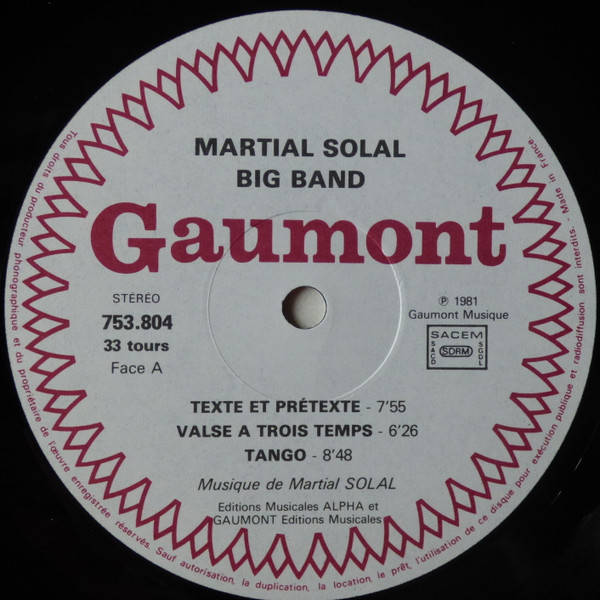 MARTIAL SOLAL
BIG BAND
Gaumont
STÉRÉO
753.804
33 tours
Face A
℗ 1981
Gaumont Musique
SACEM
SACD
SDRM
SGDL
TEXTE ET PRÉTEXTE - 7'55
VALSE A TROIS TEMPS - 6'26
TANGO - 8'48
Musique de Martial SOLAL
Editions Musicales ALPHA et
GAUMONT Editions Musicales
Tous droits du producteur phonographique et du propriétaire de l'œuvre enregistrée réservés. Sauf autorisation, la duplication, la location, le prêt, l'utilisation de ce disque pour exécution publique et radiodiffusion sont interdits. Made in France.